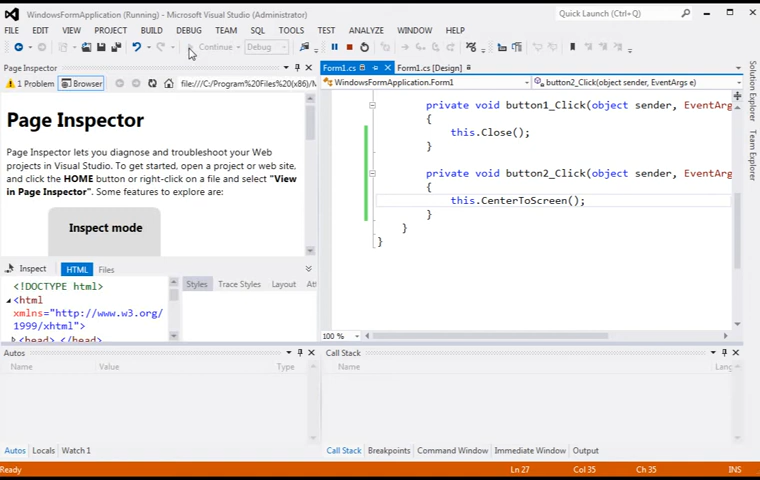 WindowsFormApplication (Running) - Microsoft Visual Studio (Administrator)
Quick Launch (Ctrl+Q)
FILE EDIT VIEW PROJECT BUILD DEBUG TEAM SQL TOOLS TEST ANALYZE WINDOW HELP
Continue Debug
Page Inspector
1 Problem Browser file:///C:/Program%20Files%20(x86)/M
Page Inspector
Page Inspector lets you diagnose and troubleshoot your Web
projects in Visual Studio. To get started, open a project or web site,
and click the HOME button or right-click on a file and select "View
in Page Inspector". Some features to explore are:
Inspect mode
Inspect HTML Files
<!DOCTYPE html>
<html
xmlns="http://www.w3.org/
1999/xhtml">
<head> </head>
Styles Trace Styles Layout Att
Form1.cs Form1.cs [Design]
WindowsFormApplication.Form1 button2_Click(object sender, EventArgs e)
private void button1_Click(object sender, EventArg
{
this.Close();
}
private void button2_Click(object sender, EventArg
{
this.CenterToScreen();
}
}
}
100 %
Solution Explorer
Team Explorer
Autos
Name Value Type
Autos Locals Watch 1
Call Stack
Name Lang
Call Stack Breakpoints Command Window Immediate Window Output
Ready Ln 27 Col 35 Ch 35 INS